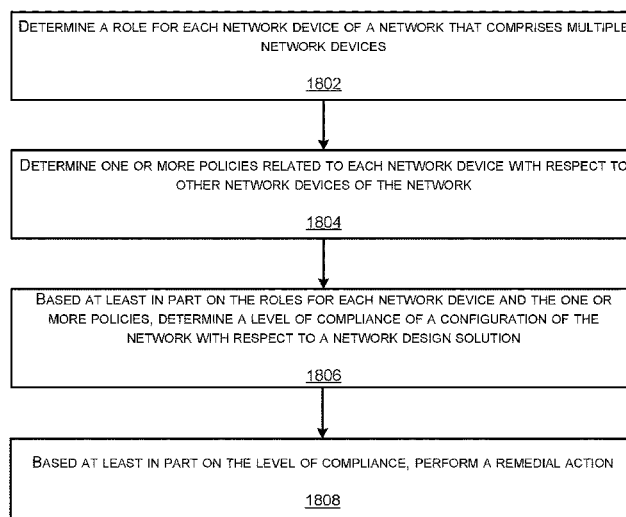 DETERMINE A ROLE FOR EACH NETWORK DEVICE OF A NETWORK THAT COMPRISES MULTIPLE
NETWORK DEVICES
1802
DETERMINE ONE OR MORE POLICIES RELATED TO EACH NETWORK DEVICE WITH RESPECT TO
OTHER NETWORK DEVICES OF THE NETWORK
1804
BASED AT LEAST IN PART ON THE ROLES FOR EACH NETWORK DEVICE AND THE ONE OR
MORE POLICIES, DETERMINE A LEVEL OF COMPLIANCE OF A CONFIGURATION OF THE
NETWORK WITH RESPECT TO A NETWORK DESIGN SOLUTION
1806
BASED AT LEAST IN PART ON THE LEVEL OF COMPLIANCE, PERFORM A REMEDIAL ACTION
1808